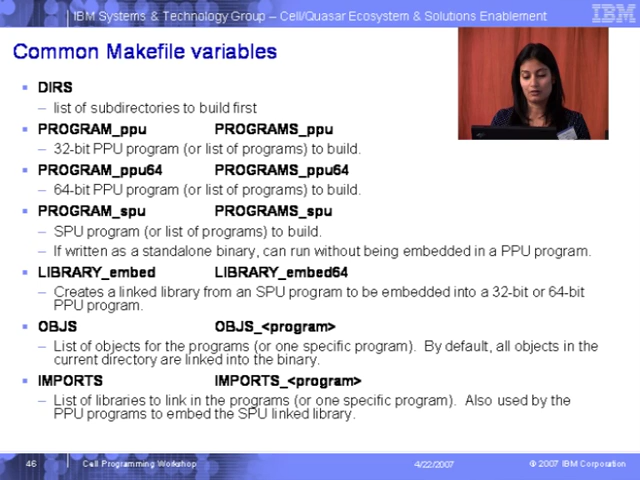 IBM Systems & Technology Group – Cell/Quasar Ecosystem & Solutions Enablement
IBM
Common Makefile variables
DIRS
– list of subdirectories to build first
PROGRAM_ppu PROGRAMS_ppu
– 32-bit PPU program (or list of programs) to build.
PROGRAM_ppu64 PROGRAMS_ppu64
– 64-bit PPU program (or list of programs) to build.
PROGRAM_spu PROGRAMS_spu
– SPU program (or list of programs) to build.
– If written as a standalone binary, can run without being embedded in a PPU program.
LIBRARY_embed LIBRARY_embed64
– Creates a linked library from an SPU program to be embedded into a 32-bit or 64-bit
PPU program.
OBJS OBJS_<program>
– List of objects for the programs (or one specific program). By default, all objects in the
current directory are linked into the binary.
IMPORTS IMPORTS_<program>
– List of libraries to link in the programs (or one specific program). Also used by the
PPU programs to embed the SPU linked library.
46 Cell Programming Workshop 4/22/2007 © 2007 IBM Corporation